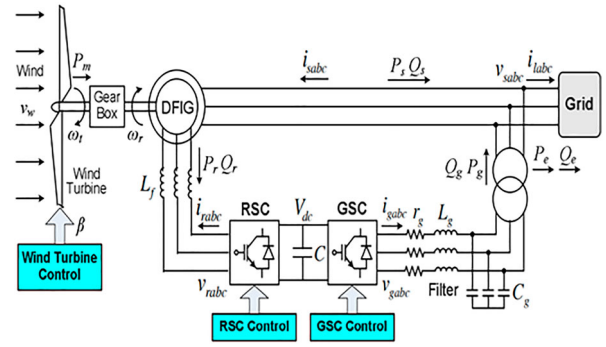 Wind
v_w
P_m
ω_t
Gear
Box
ω_r
DFIG
i_sabc
P_s Q_s
v_sabc
i_labc
Grid
Wind
Turbine
β
Wind Turbine
Control
L_f
P_r Q_r
i_rabc
v_rabc
RSC
V_dc
C
GSC
i_gabc
v_gabc
r_g
L_g
Filter
C_g
Q_g P_g
P_e Q_e
RSC Control
GSC Control